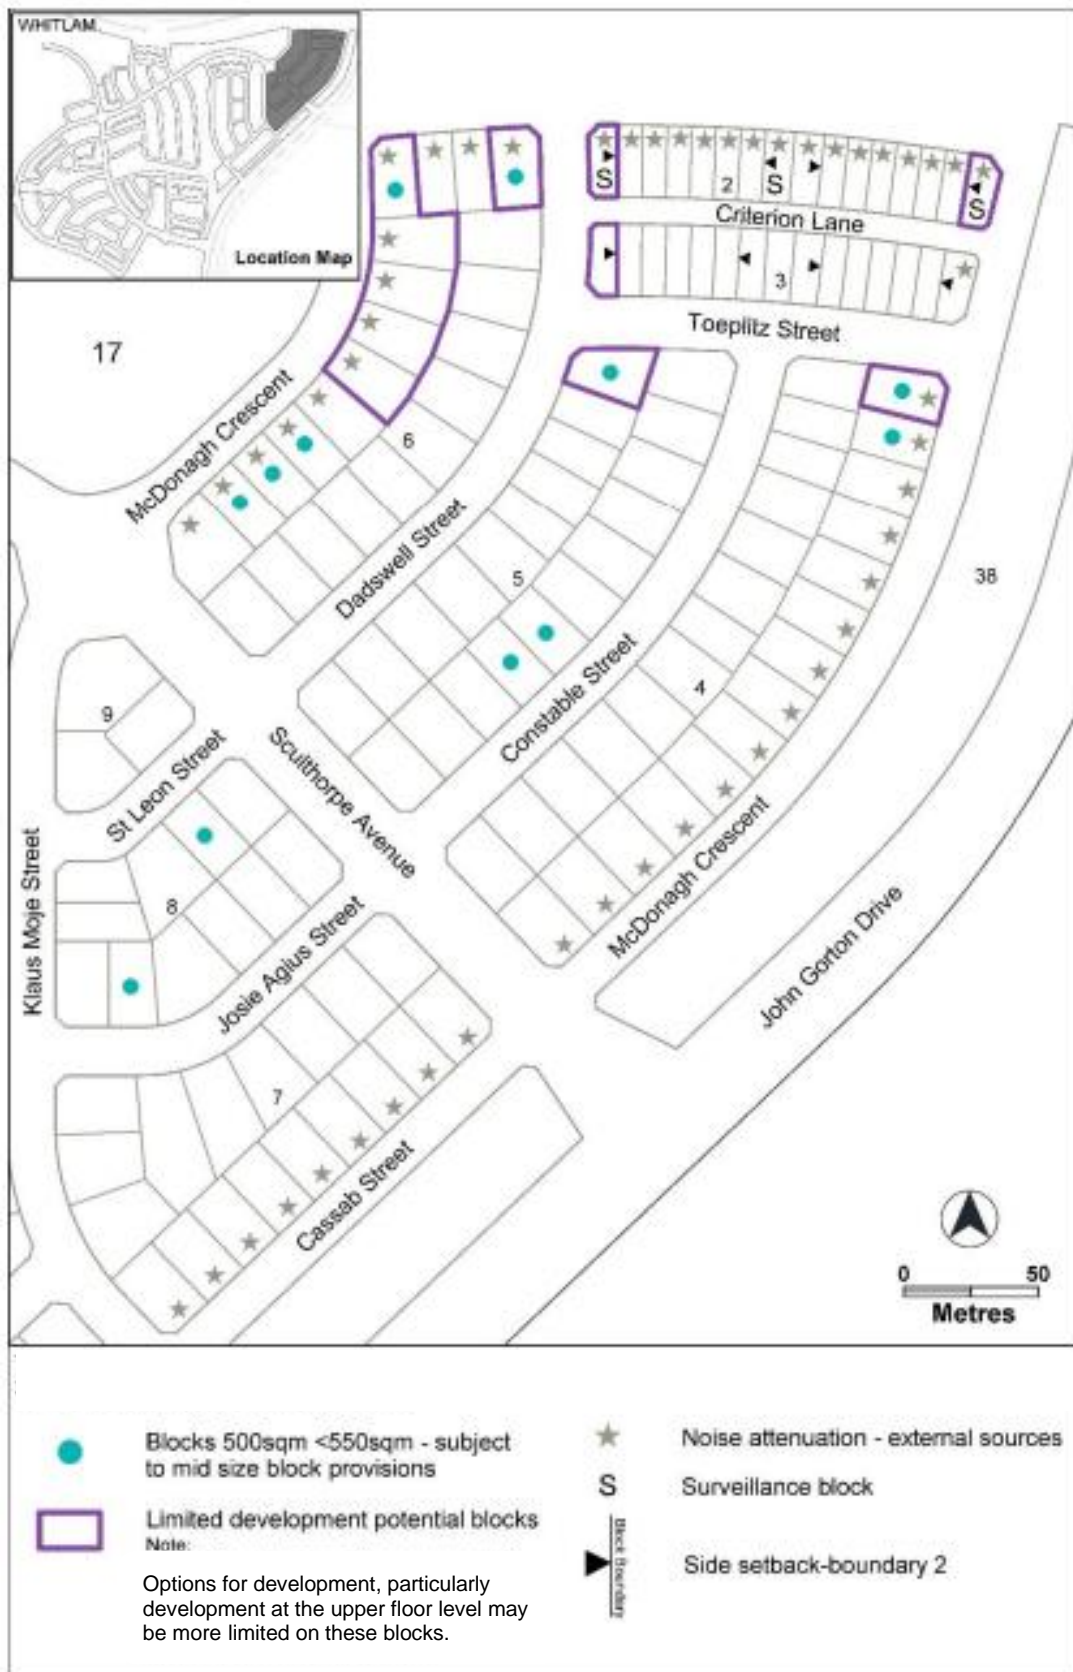 WHITLAM
Location Map
17
2
S
S
S
Criterion Lane
3
Toeplitz Street
McDonagh Crescent
6
Dadswell Street
5
38
Constable Street
4
9
St Leon Street
Sculthorpe Avenue
Klaus Moje Street
8
McDonagh Crescent
Josie Agius Street
John Gorton Drive
7
Cassab Street
0 50
Metres
Blocks 500sqm <550sqm - subject
to mid size block provisions
Limited development potential blocks
Note:
Options for development, particularly
development at the upper floor level may
be more limited on these blocks.
Noise attenuation - external sources
S Surveillance block
Block Boundary
Side setback-boundary 2